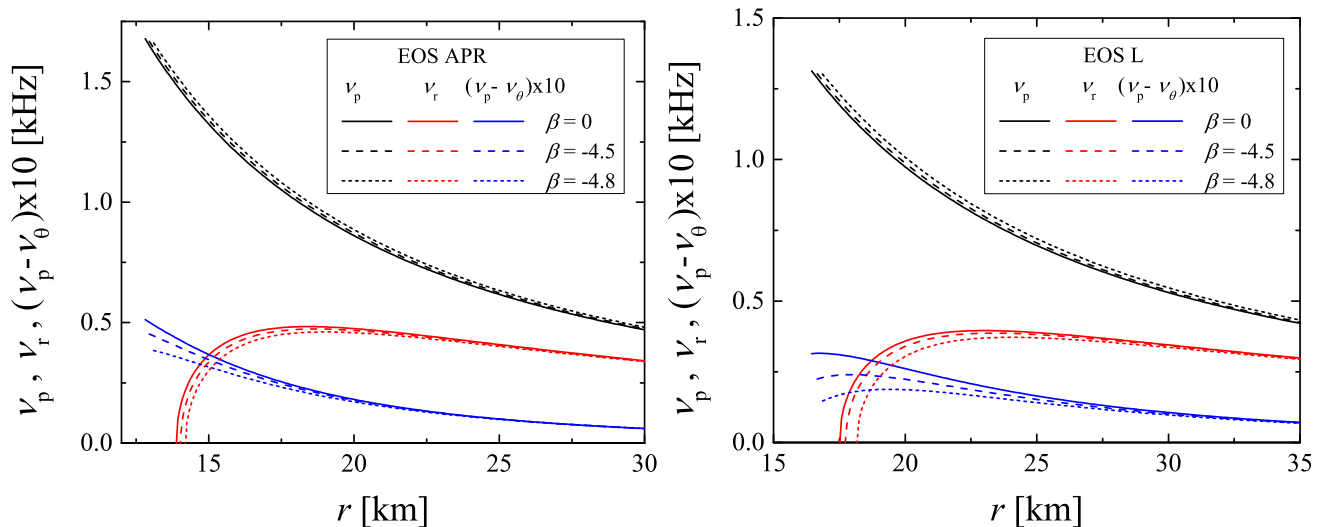 ν_p , ν_r , (ν_p-ν_θ)x10 [kHz]
1.5
1.0
0.5
0.0
EOS APR
ν_p ν_r (ν_p- ν_θ)x10
β = 0
β = -4.5
β = -4.8
15 20 25 30
r [km]
ν_p , ν_r , (ν_p-ν_θ)x10 [kHz]
1.5
1.0
0.5
0.0
EOS L
ν_p ν_r (ν_p- ν_θ)x10
β = 0
β = -4.5
β = -4.8
15 20 25 30 35
r [km]